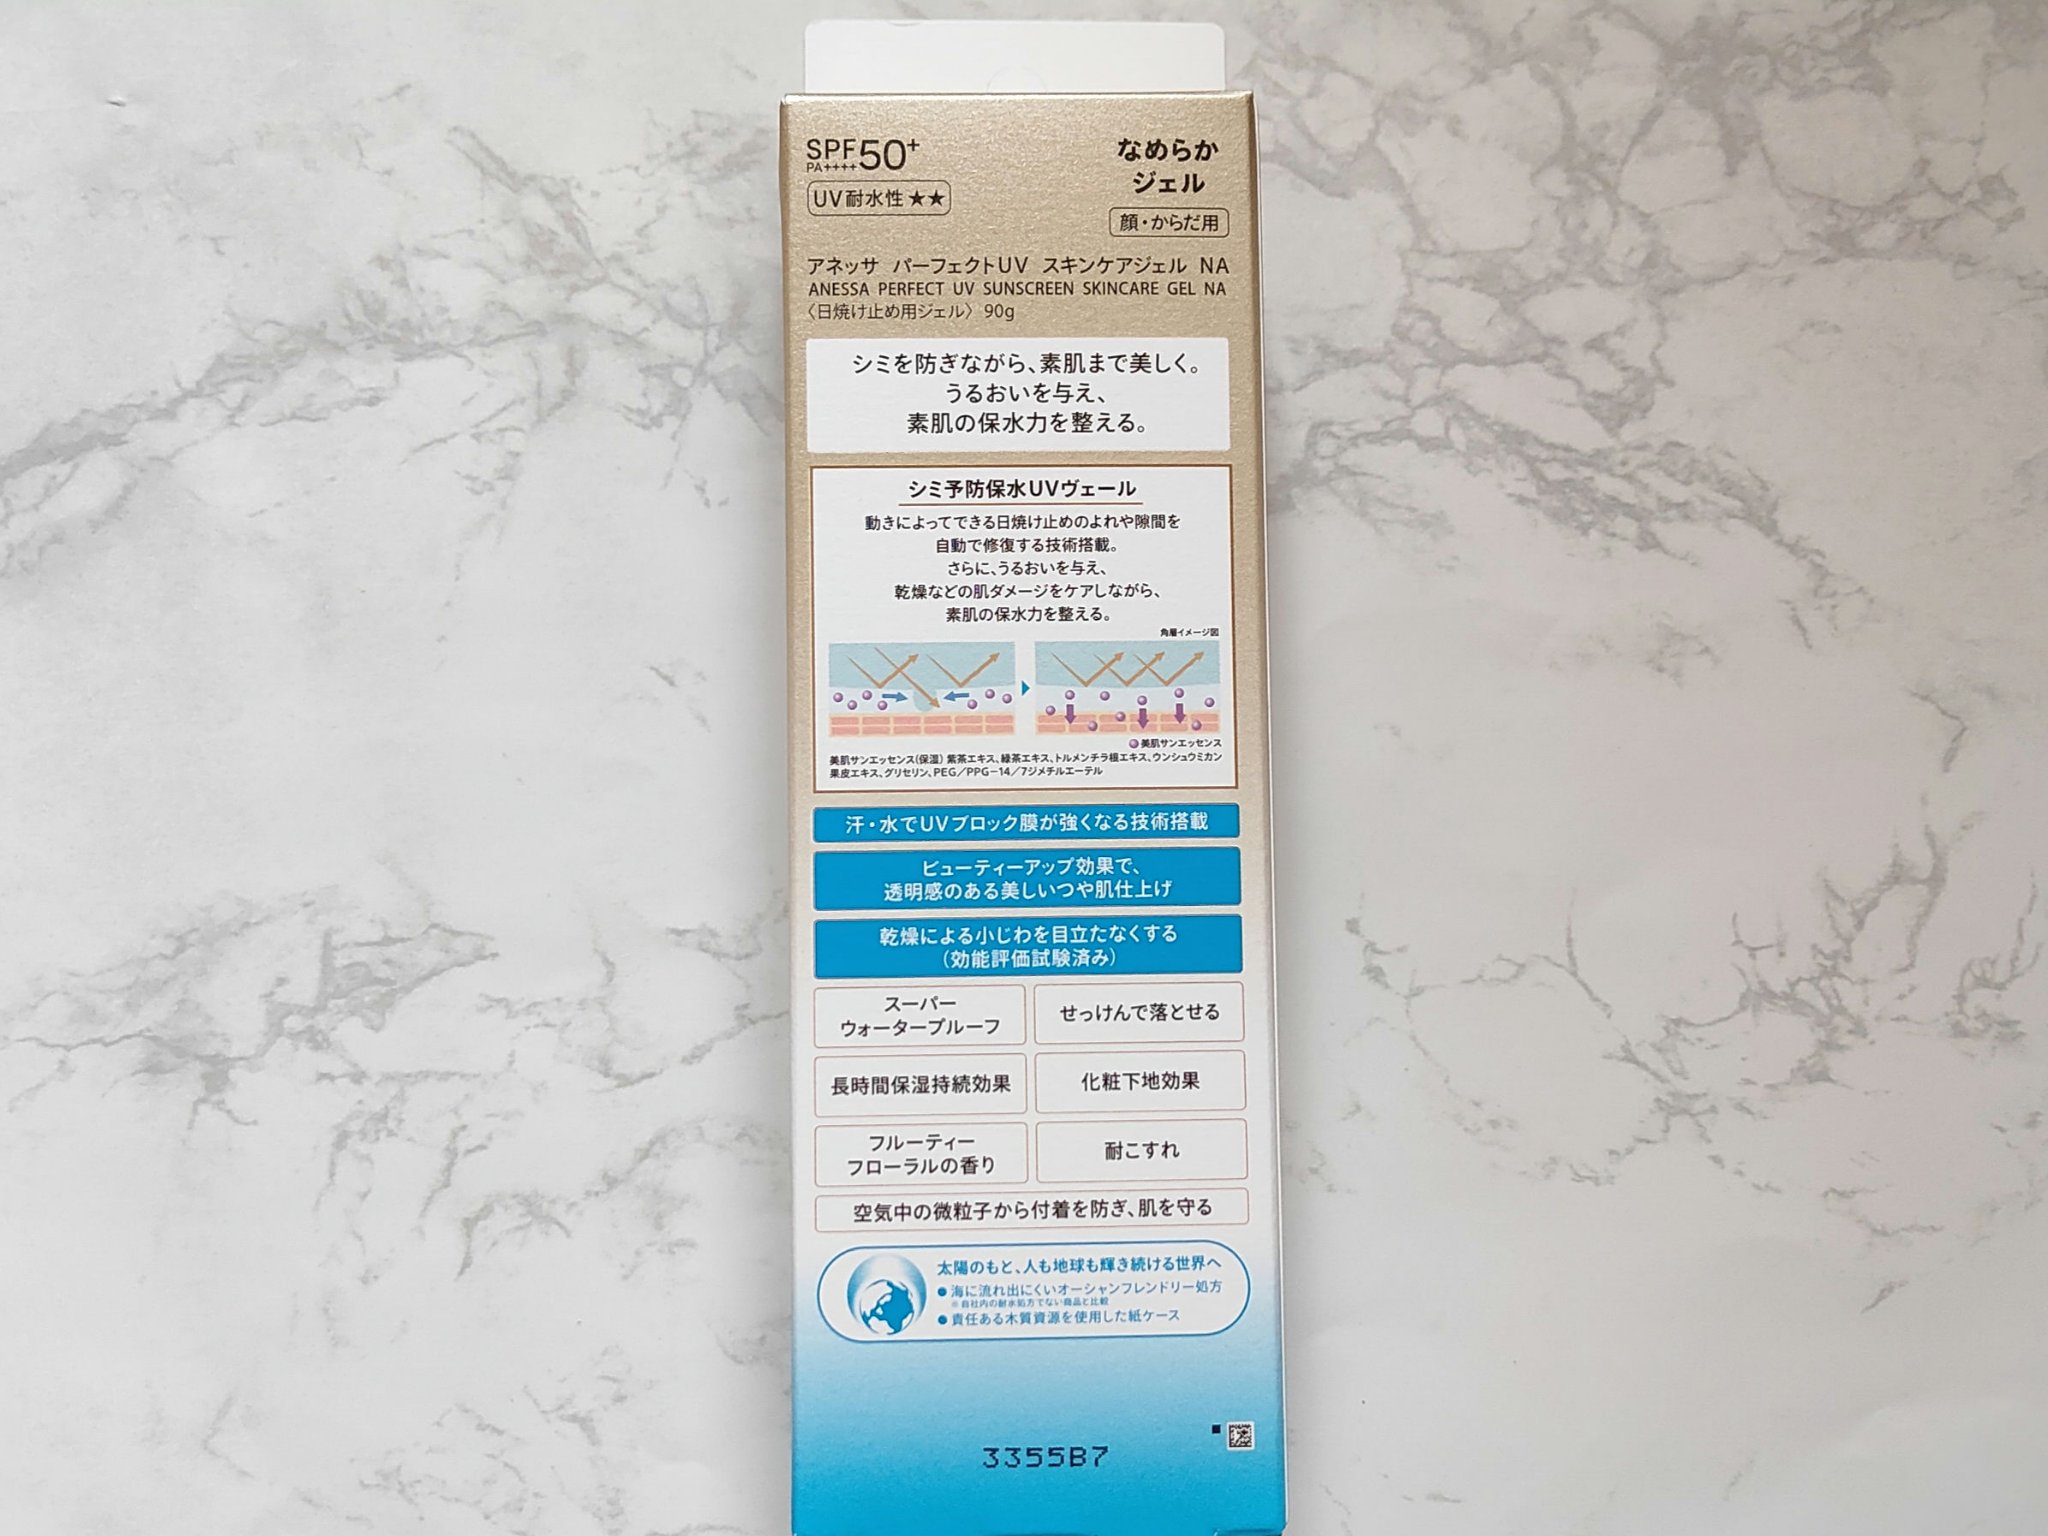 SPF50+
PA++++
UV耐水性★★
なめらか
ジェル
顔・からだ用
アネッサ パーフェクトUV スキンケアジェル NA
ANESSA PERFECT UV SUNSCREEN SKINCARE GEL NA
〈日焼け止め用ジェル〉 90g
シミを防ぎながら、素肌まで美しく。
うるおいを与え、
素肌の保水力を整える。
シミ予防保水UVヴェール
動きによってできる日焼け止めのよれや隙間を
自動で修復する技術搭載。
さらに、うるおいを与え、
乾燥などの肌ダメージをケアしながら、
素肌の保水力を整える。
角層イメージ図
美肌サンエッセンス
美肌サンエッセンス(保湿) 紫茶エキス、緑茶エキス、トルメンチラ根エキス、ウンシュウミカン
果皮エキス、グリセリン、PEG／PPG−14／7ジメチルエーテル
汗・水でUVブロック膜が強くなる技術搭載
ビューティーアップ効果で、
透明感のある美しいつや肌仕上げ
乾燥による小じわを目立たなくする
(効能評価試験済み)
スーパー
ウォータープルーフ
せっけんで落とせる
長時間保湿持続効果
化粧下地効果
フルーティー
フローラルの香り
耐こすれ
空気中の微粒子から付着を防ぎ、肌を守る
太陽のもと、人も地球も輝き続ける世界へ
●海に流れ出にくいオーシャンフレンドリー処方
※自社内の耐水処方でない商品と比較
●責任ある木質資源を使用した紙ケース
3355B7